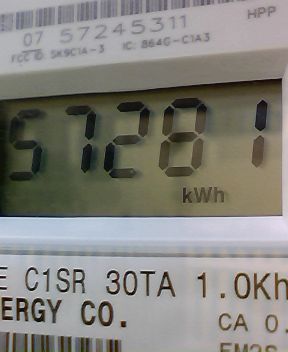 HPP
07 57245311
FCC ID: SK9C1A-3 IC: 864G-C1A3
57281
kWh
E C1SR 30TA 1.0Kh
ERGY CO.
CA 0.